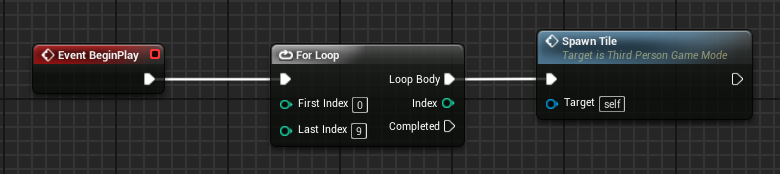 Event BeginPlay
For Loop
Loop Body
First Index 0
Index
Last Index 9
Completed
Spawn Tile
Target is Third Person Game Mode
Target self